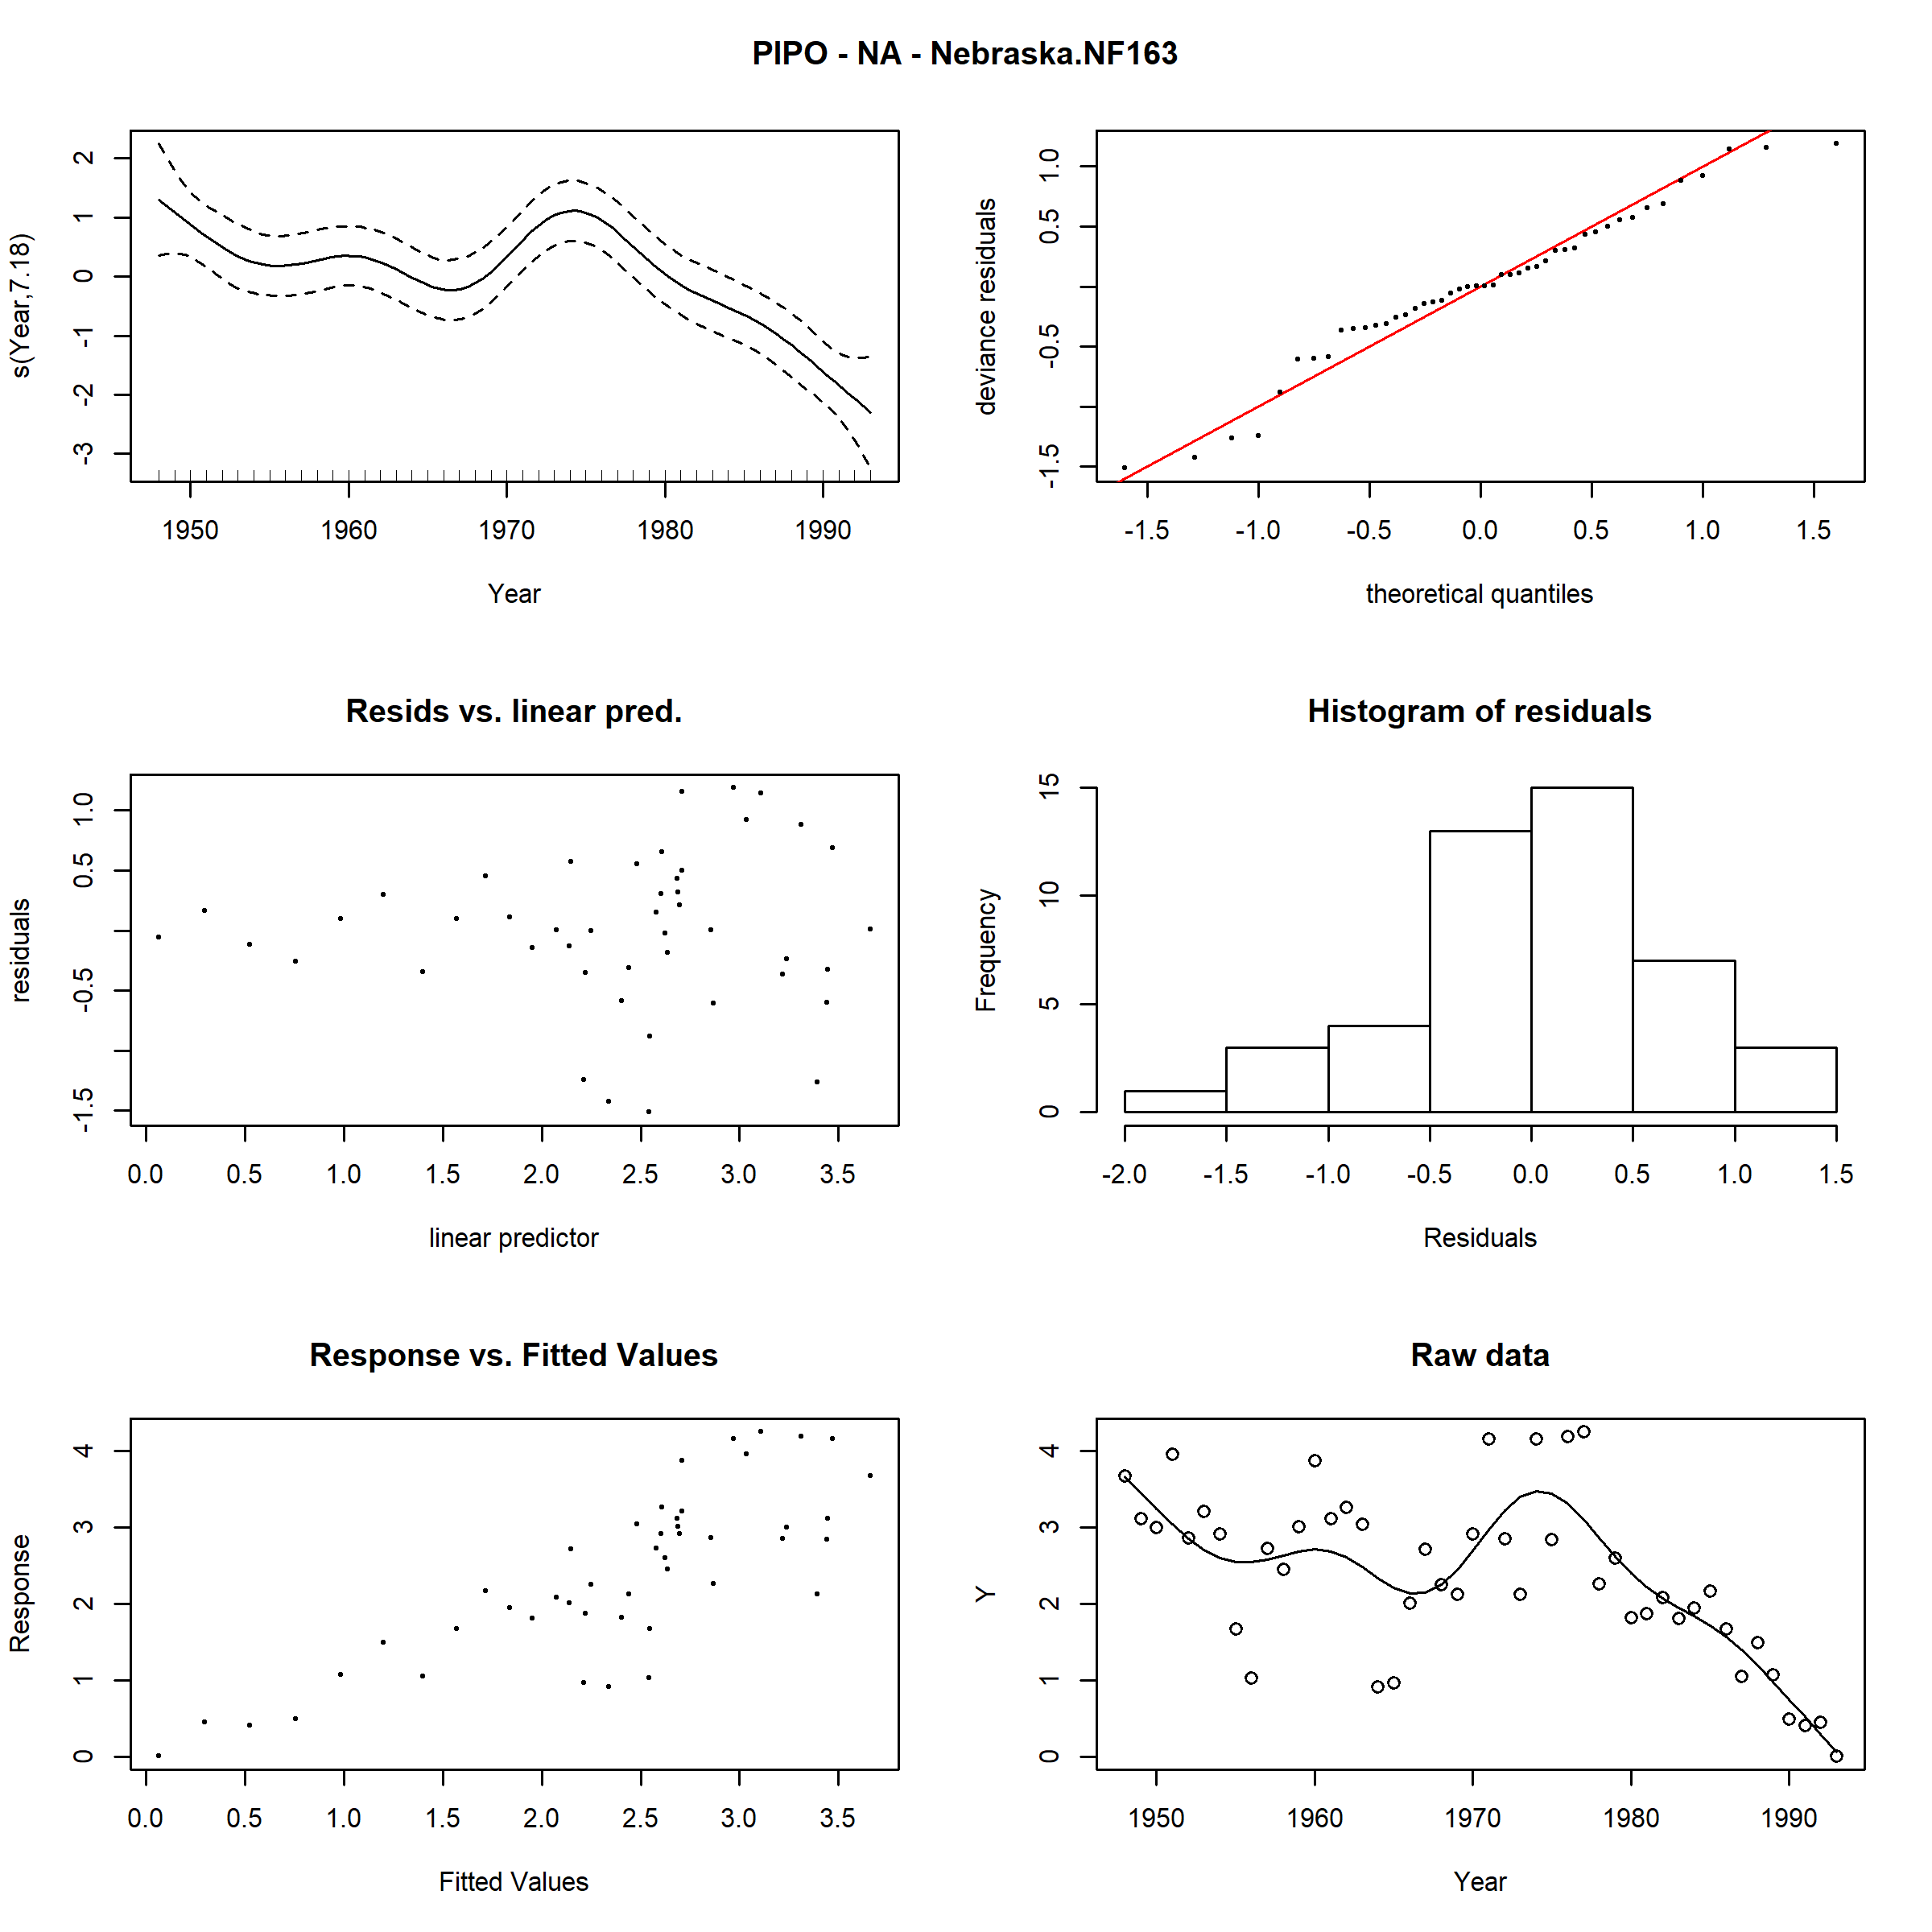 PIPO - NA - Nebraska.NF163
s(Year,7.18)
2
1
0
-1
-2
-3
1950 1960 1970 1980 1990
Year
deviance residuals
1.0
0.5
-0.5
-1.5
-1.5 -1.0 -0.5 0.0 0.5 1.0 1.5
theoretical quantiles
Resids vs. linear pred.
residuals
1.0
0.5
-0.5
-1.5
0.0 0.5 1.0 1.5 2.0 2.5 3.0 3.5
linear predictor
Histogram of residuals
Frequency
15
10
5
0
-2.0 -1.5 -1.0 -0.5 0.0 0.5 1.0 1.5
Residuals
Response vs. Fitted Values
Response
4
3
2
1
0
0.0 0.5 1.0 1.5 2.0 2.5 3.0 3.5
Fitted Values
Raw data
Y
4
3
2
1
0
1950 1960 1970 1980 1990
Year